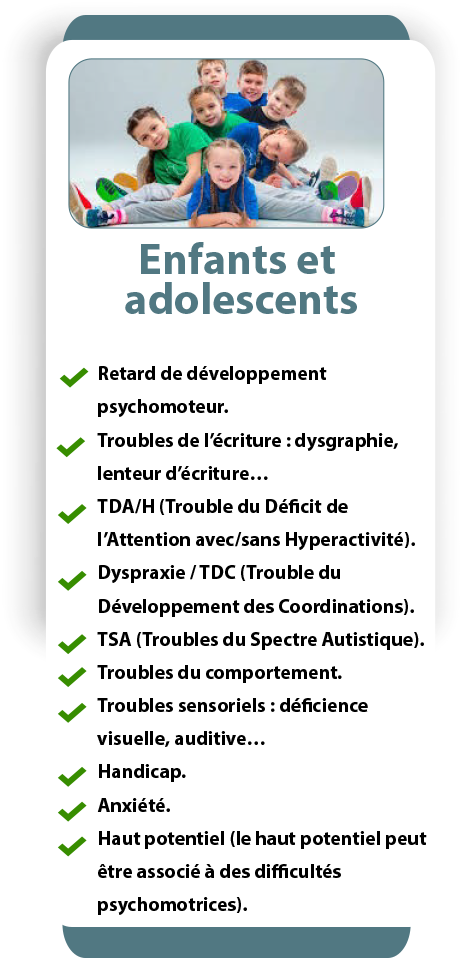 Enfants et
adolescents
Retard de développement
psychomoteur.
Troubles de l’écriture : dysgraphie,
lenteur d’écriture…
TDA/H (Trouble du Déficit de
l’Attention avec/sans Hyperactivité).
Dyspraxie / TDC (Trouble du
Développement des Coordinations).
TSA (Troubles du Spectre Autistique).
Troubles du comportement.
Troubles sensoriels : déficience
visuelle, auditive…
Handicap.
Anxiété.
Haut potentiel (le haut potentiel peut
être associé à des difficultés
psychomotrices).